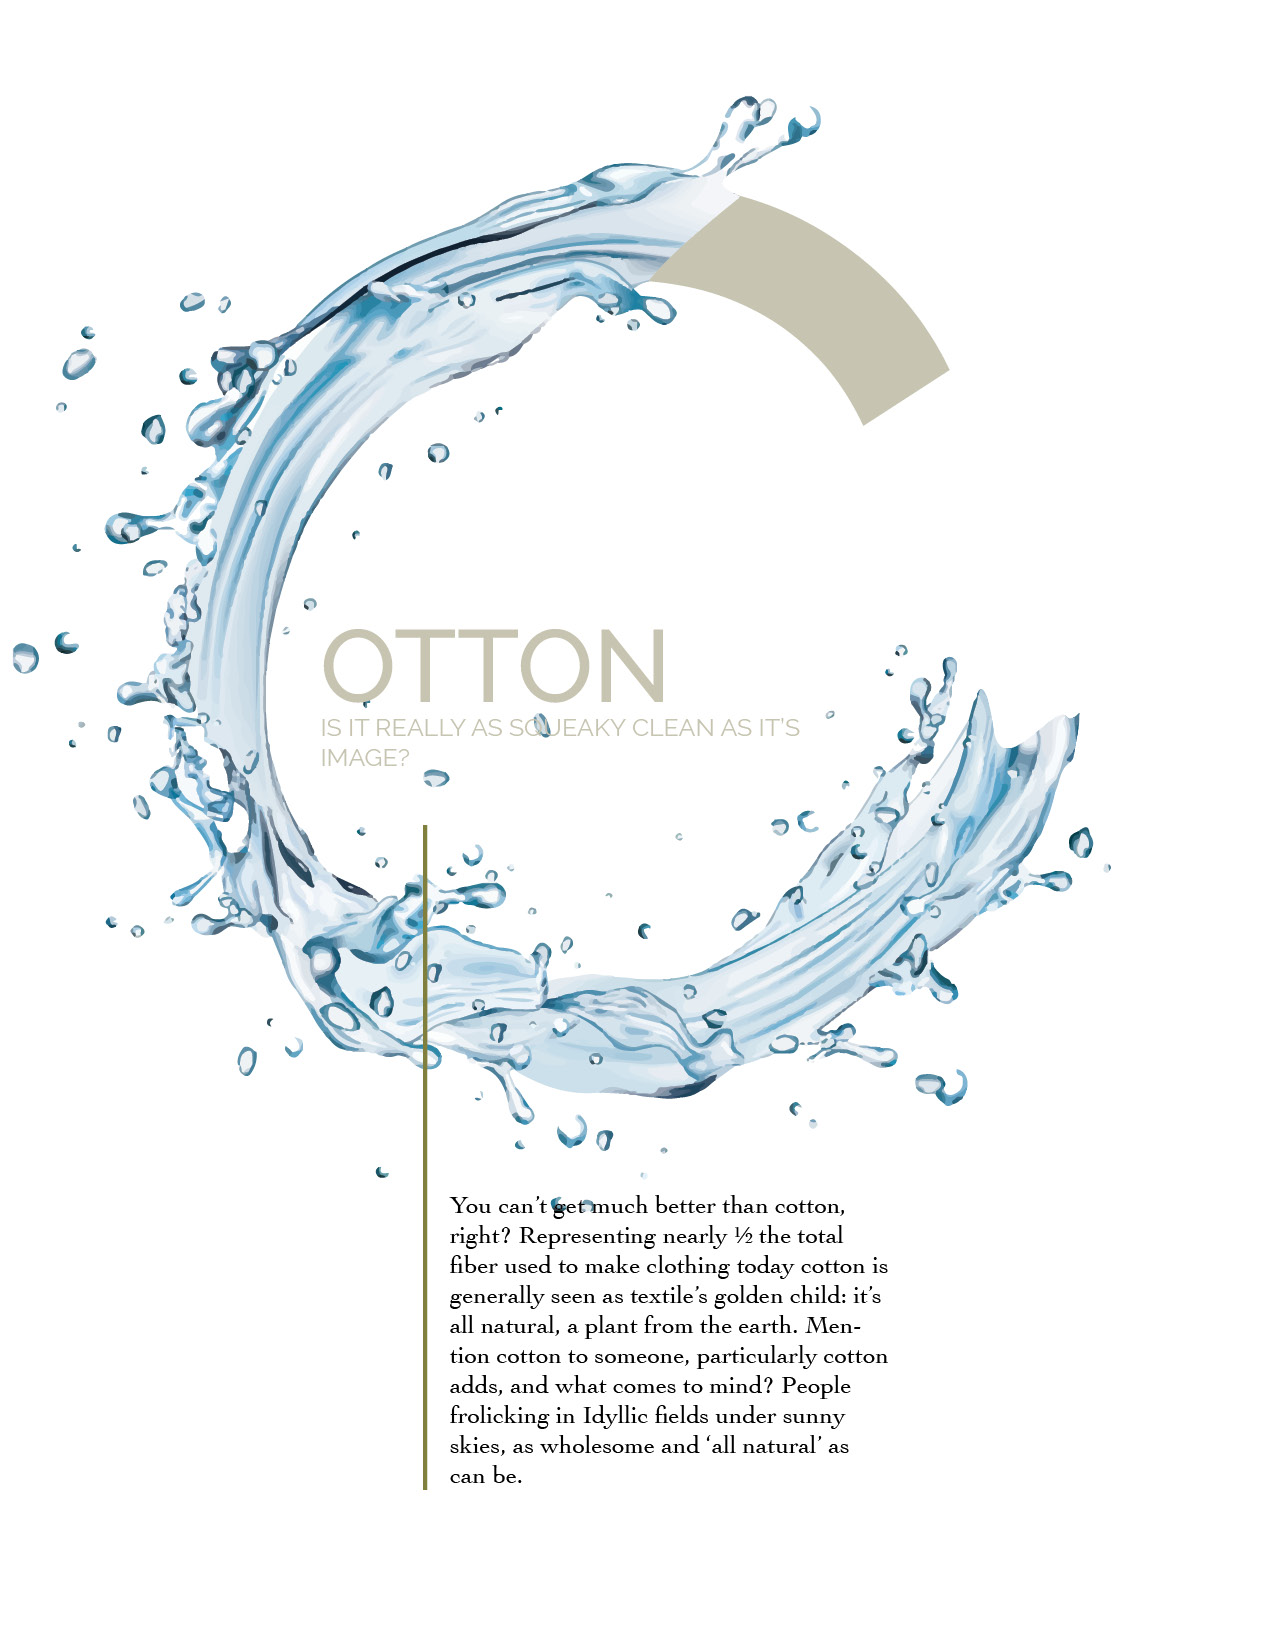 COTTON
IS IT REALLY AS SQUEAKY CLEAN AS IT'S
IMAGE?
You can't get much better than cotton,
right? Representing nearly ½ the total
fiber used to make clothing today cotton is
generally seen as textile's golden child: it's
all natural, a plant from the earth. Men-
tion cotton to someone, particularly cotton
adds, and what comes to mind? People
frolicking in Idyllic fields under sunny
skies, as wholesome and 'all natural' as
can be.